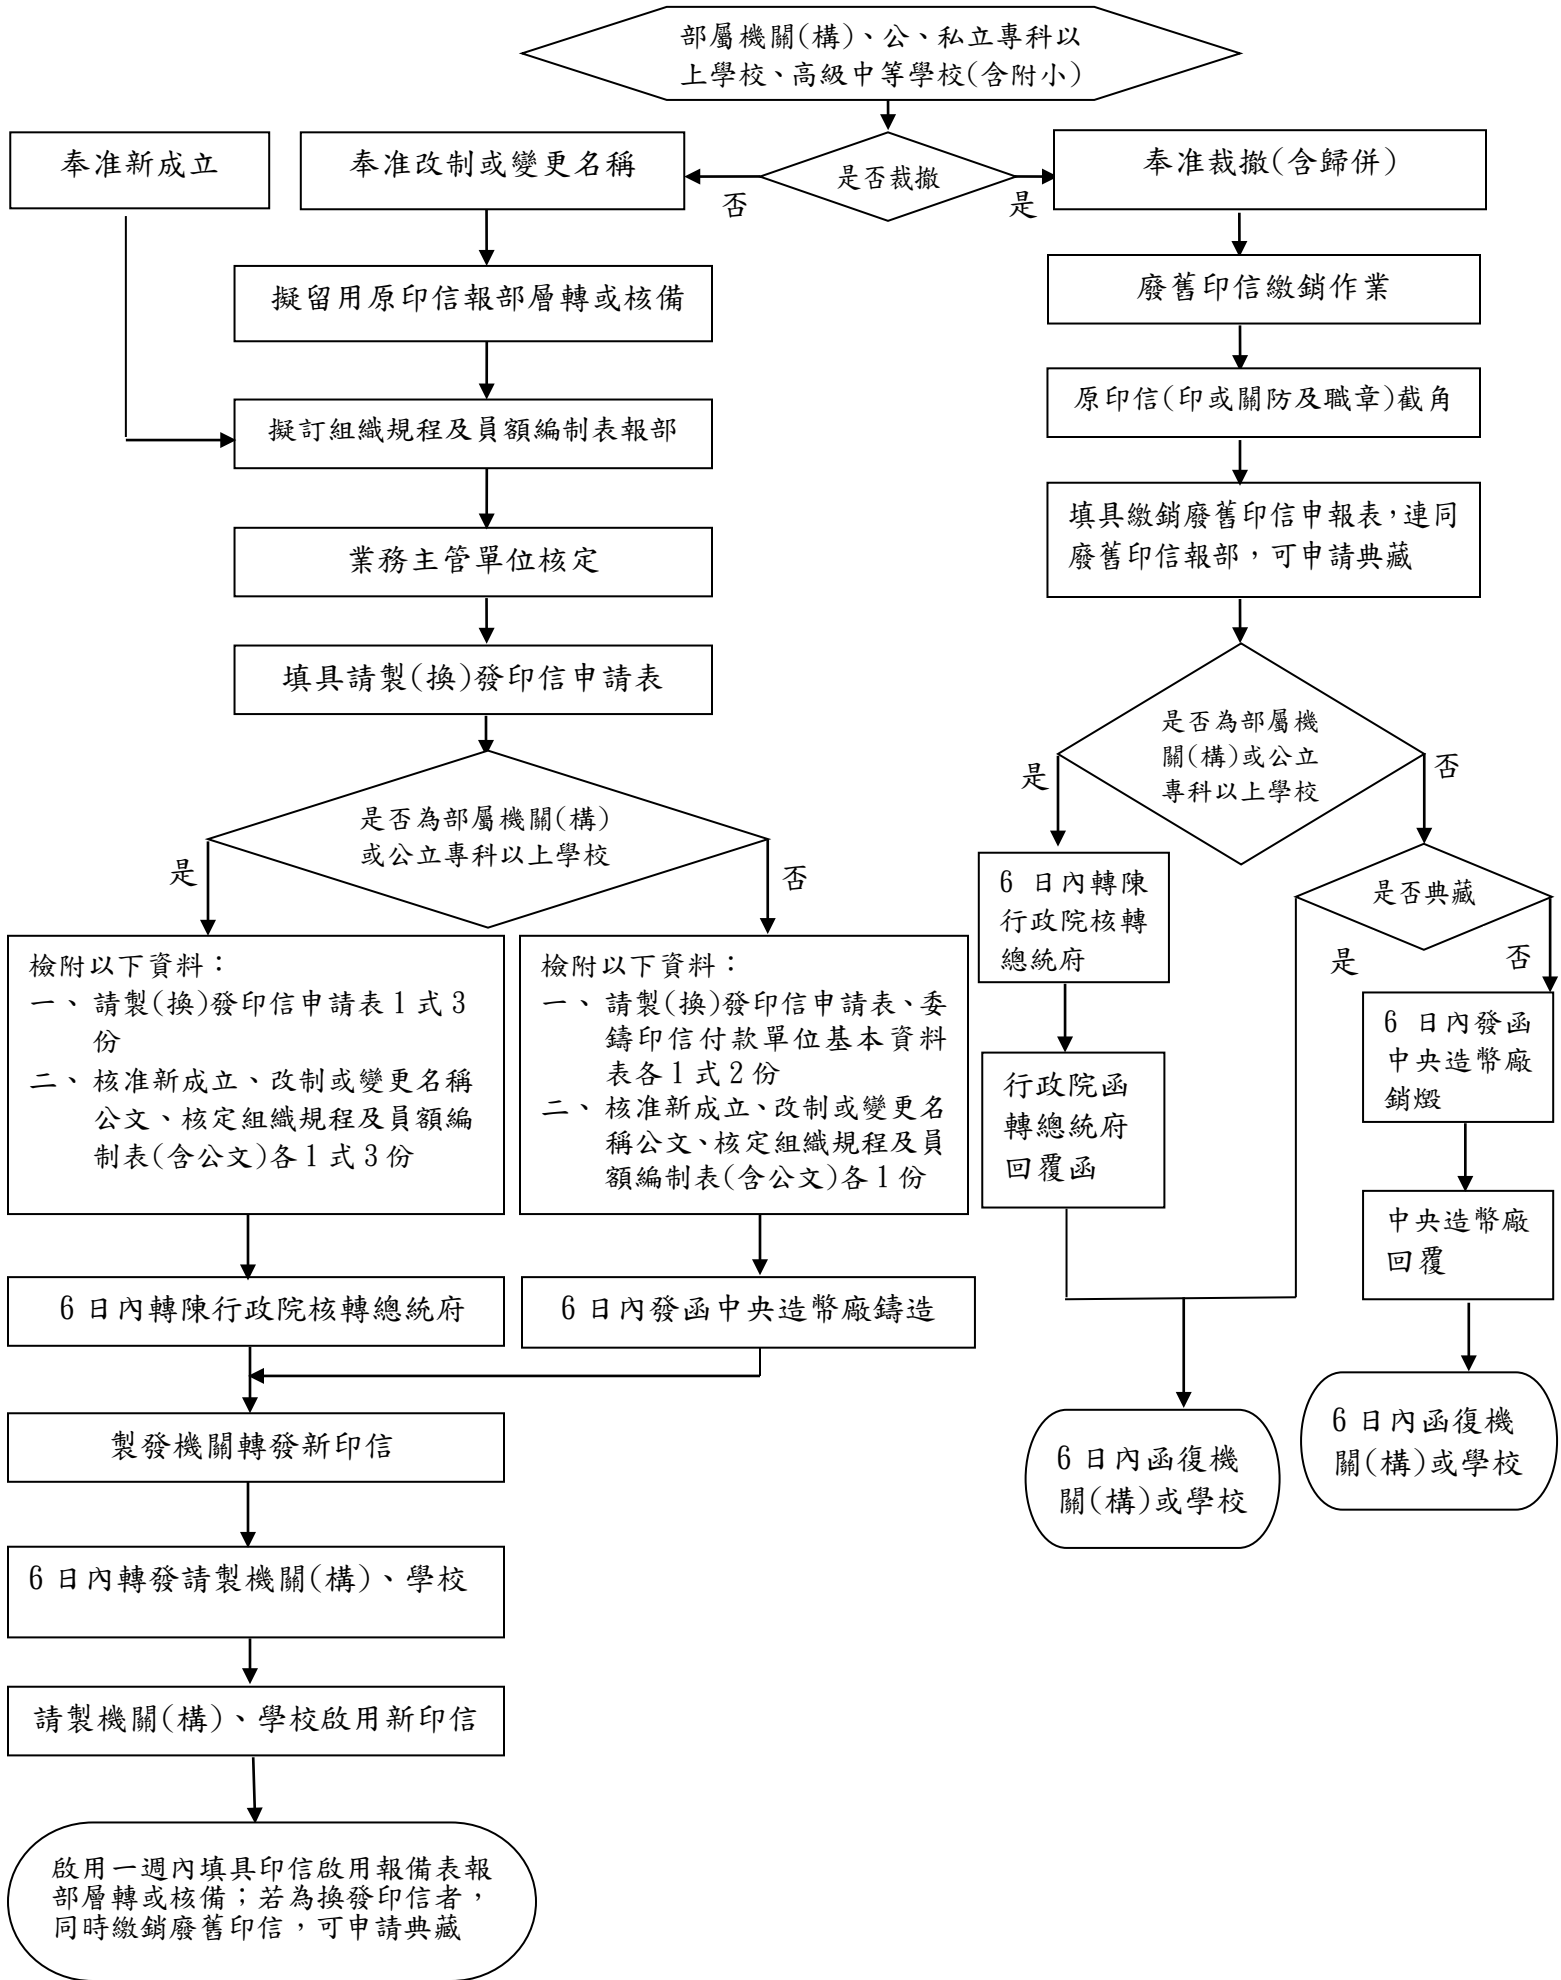 部屬機關(構)、公、私立專科以
上學校、高級中等學校(含附小)
奉准新成立
奉准改制或變更名稱
是否裁撤
奉准裁撤(含歸併)
否
是
擬留用原印信報部層轉或核備
廢舊印信繳銷作業
擬訂組織規程及員額編制表報部
原印信(印或關防及職章)截角
業務主管單位核定
填具繳銷廢舊印信申報表,連同
廢舊印信報部,可申請典藏
填具請製(換)發印信申請表
是否為部屬機
關(構)或公立
專科以上學校
是
否
是否為部屬機關(構)
或公立專科以上學校
是
否
6 日內轉陳
行政院核轉
總統府
是否典藏
是
否
檢附以下資料:
一、 請製(換)發印信申請表 1 式 3
份
二、 核准新成立、改制或變更名稱
公文、核定組織規程及員額編
制表(含公文)各 1 式 3 份
檢附以下資料:
一、 請製(換)發印信申請表、委
鑄印信付款單位基本資料
表各 1 式 2 份
二、 核准新成立、改制或變更名
稱公文、核定組織規程及員
額編制表(含公文)各 1 份
行政院函
轉總統府
回覆函
6 日內發函
中央造幣廠
銷燬
中央造幣廠
回覆
6 日內轉陳行政院核轉總統府
6 日內發函中央造幣廠鑄造
製發機關轉發新印信
6 日內函復機
關(構)或學校
6 日內函復機
關(構)或學校
6 日內轉發請製機關(構)、學校
請製機關(構)、學校啟用新印信
啟用一週內填具印信啟用報備表報
部層轉或核備;若為換發印信者,
同時繳銷廢舊印信,可申請典藏